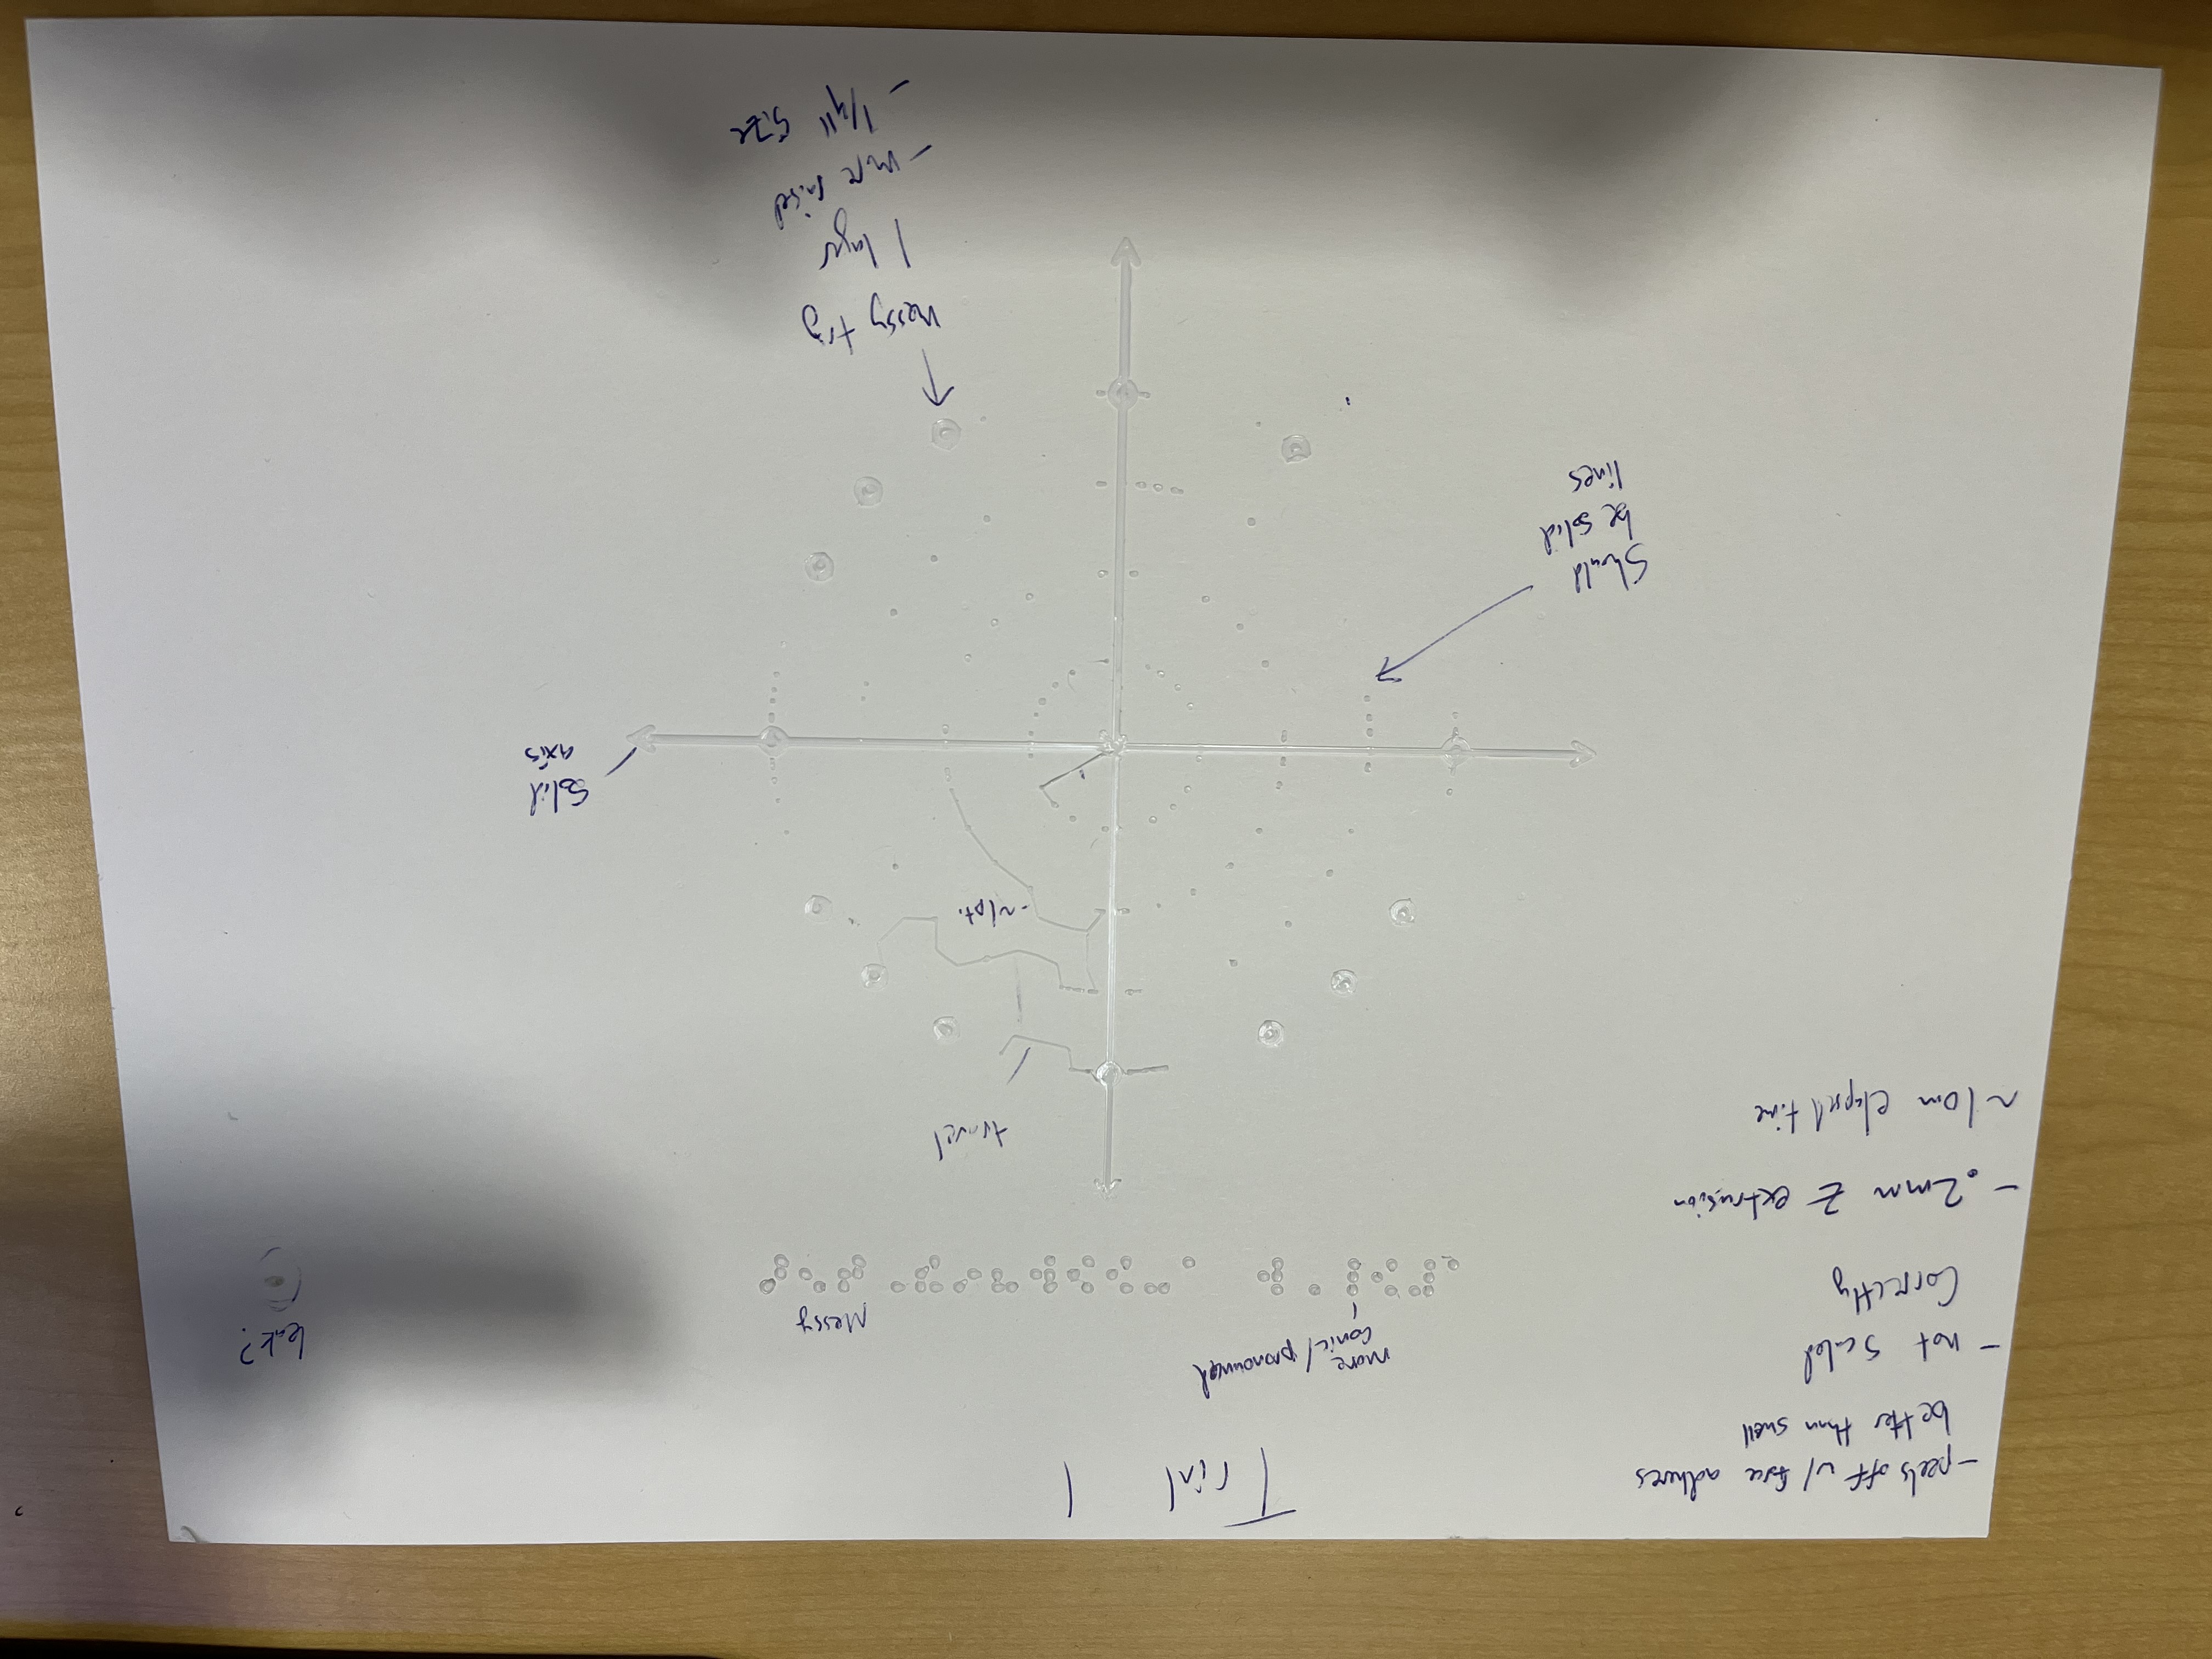 Trial 1
- peels off w/ force adheres
better than swell
- not scaled
Correctly
- .2mm Z extrusion
~10m elapsed time
more
conic/pronounced
Messy
leak?
travel
-~1pt.
Solid
axis
Should
be solid
lines
messy try
1 layer
- more raised
- 1/4" size